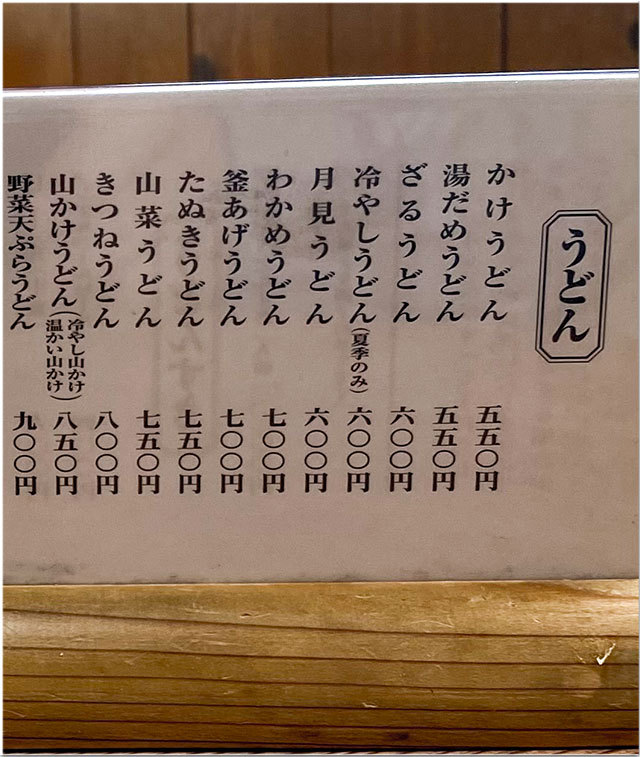 うどん
かけうどん 五五〇円
湯だめうどん 五五〇円
ざるうどん 六〇〇円
冷やしうどん(夏季のみ) 六〇〇円
月見うどん 六〇〇円
わかめうどん 七〇〇円
釜あげうどん 七〇〇円
たぬきうどん 七五〇円
山菜うどん 七五〇円
きつねうどん 八〇〇円
山かけうどん(冷やし山かけ 温かい山かけ) 八五〇円
野菜天ぷらうどん 九〇〇円